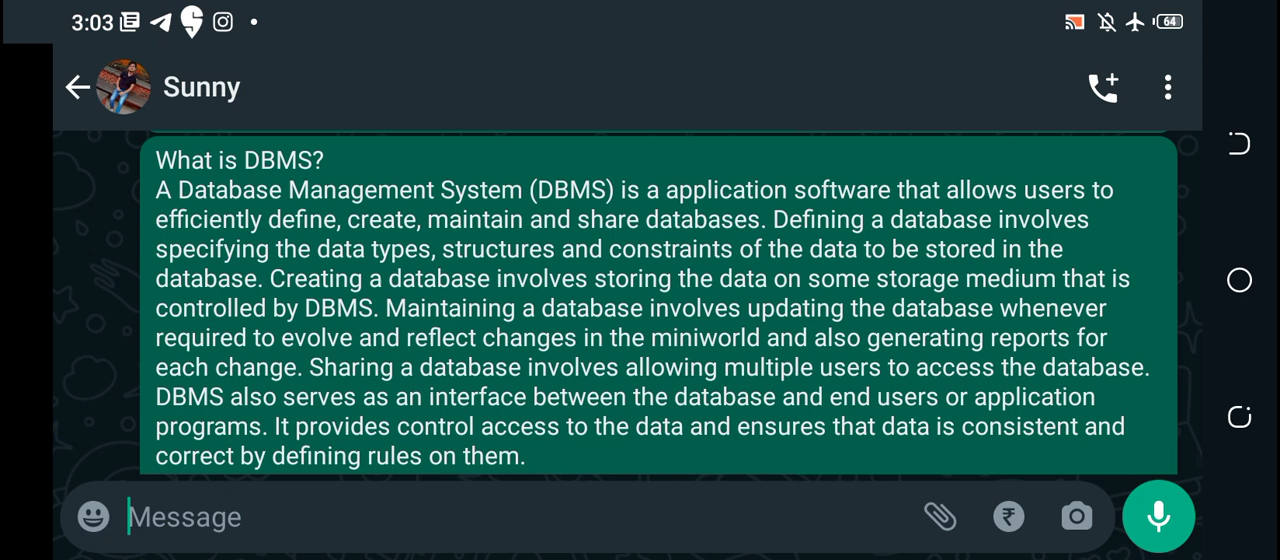 3:03
64
Sunny
What is DBMS?
A Database Management System (DBMS) is a application software that allows users to
efficiently define, create, maintain and share databases. Defining a database involves
specifying the data types, structures and constraints of the data to be stored in the
database. Creating a database involves storing the data on some storage medium that is
controlled by DBMS. Maintaining a database involves updating the database whenever
required to evolve and reflect changes in the miniworld and also generating reports for
each change. Sharing a database involves allowing multiple users to access the database.
DBMS also serves as an interface between the database and end users or application
programs. It provides control access to the data and ensures that data is consistent and
correct by defining rules on them.
Message